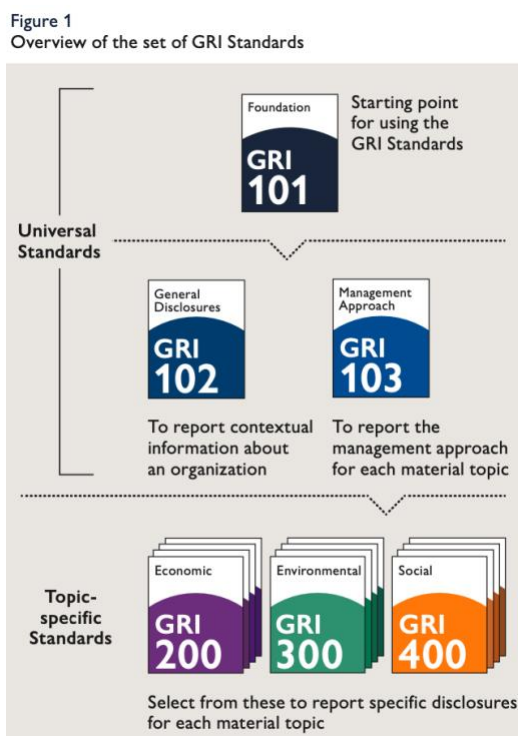 Figure 1
Overview of the set of GRI Standards
Foundation
GRI
101
Starting point
for using the
GRI Standards
Universal
Standards
General
Disclosures
GRI
102
Management
Approach
GRI
103
To report contextual
information about
an organization
To report the
management approach
for each material topic
Topic-
specific
Standards
Economic
GRI
200
Environmental
GRI
300
Social
GRI
400
Select from these to report specific disclosures
for each material topic